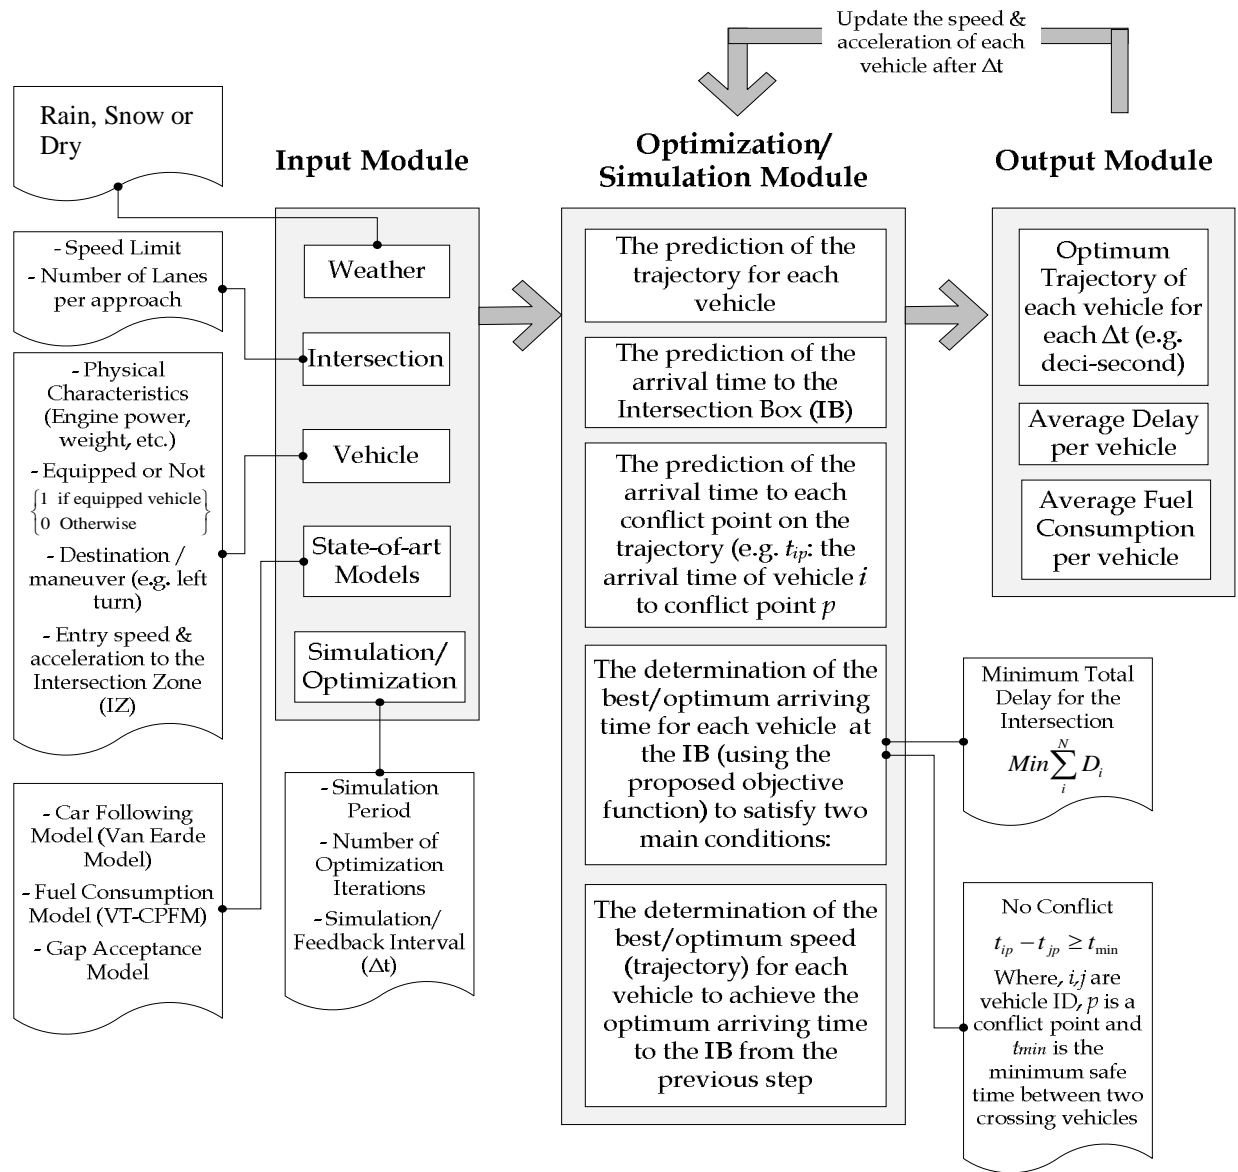 Update the speed &
acceleration of each
vehicle after Δt
Rain, Snow or
Dry
- Speed Limit
- Number of Lanes
per approach
- Physical
Characteristics
(Engine power,
weight, etc.)
- Equipped or Not
{1 if equipped vehicle}
{0 Otherwise}
- Destination /
maneuver (e.g. left
turn)
- Entry speed &
acceleration to the
Intersection Zone
(IZ)
- Car Following
Model (Van Earde
Model)
- Fuel Consumption
Model (VT-CPFM)
- Gap Acceptance
Model
Input Module
Weather
Intersection
Vehicle
State-of-art
Models
Simulation/
Optimization
- Simulation
Period
- Number of
Optimization
Iterations
- Simulation/
Feedback Interval
(Δt)
Optimization/
Simulation Module
The prediction of the
trajectory for each
vehicle
The prediction of the
arrival time to the
Intersection Box (IB)
The prediction of the
arrival time to each
conflict point on the
trajectory (e.g. tip: the
arrival time of vehicle i
to conflict point p
The determination of the
best/optimum arriving
time for each vehicle at
the IB (using the
proposed objective
function) to satisfy two
main conditions:
The determination of the
best/optimum speed
(trajectory) for each
vehicle to achieve the
optimum arriving time
to the IB from the
previous step
Output Module
Optimum
Trajectory of
each vehicle for
each Δt (e.g.
deci-second)
Average Delay
per vehicle
Average Fuel
Consumption
per vehicle
Minimum Total
Delay for the
Intersection
Min∑ᵢᴺ Dᵢ
No Conflict
tip − tjp ≥ tmin
Where, i,j are
vehicle ID, p is a
conflict point and
tmin is the
minimum safe
time between two
crossing vehicles